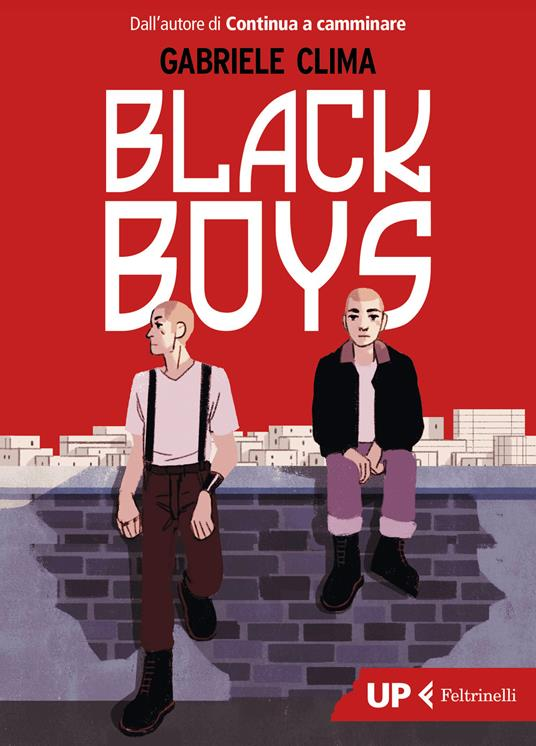 Dall'autore di Continua a camminare
GABRIELE CLIMA
BLACK
BOYS
UP Feltrinelli